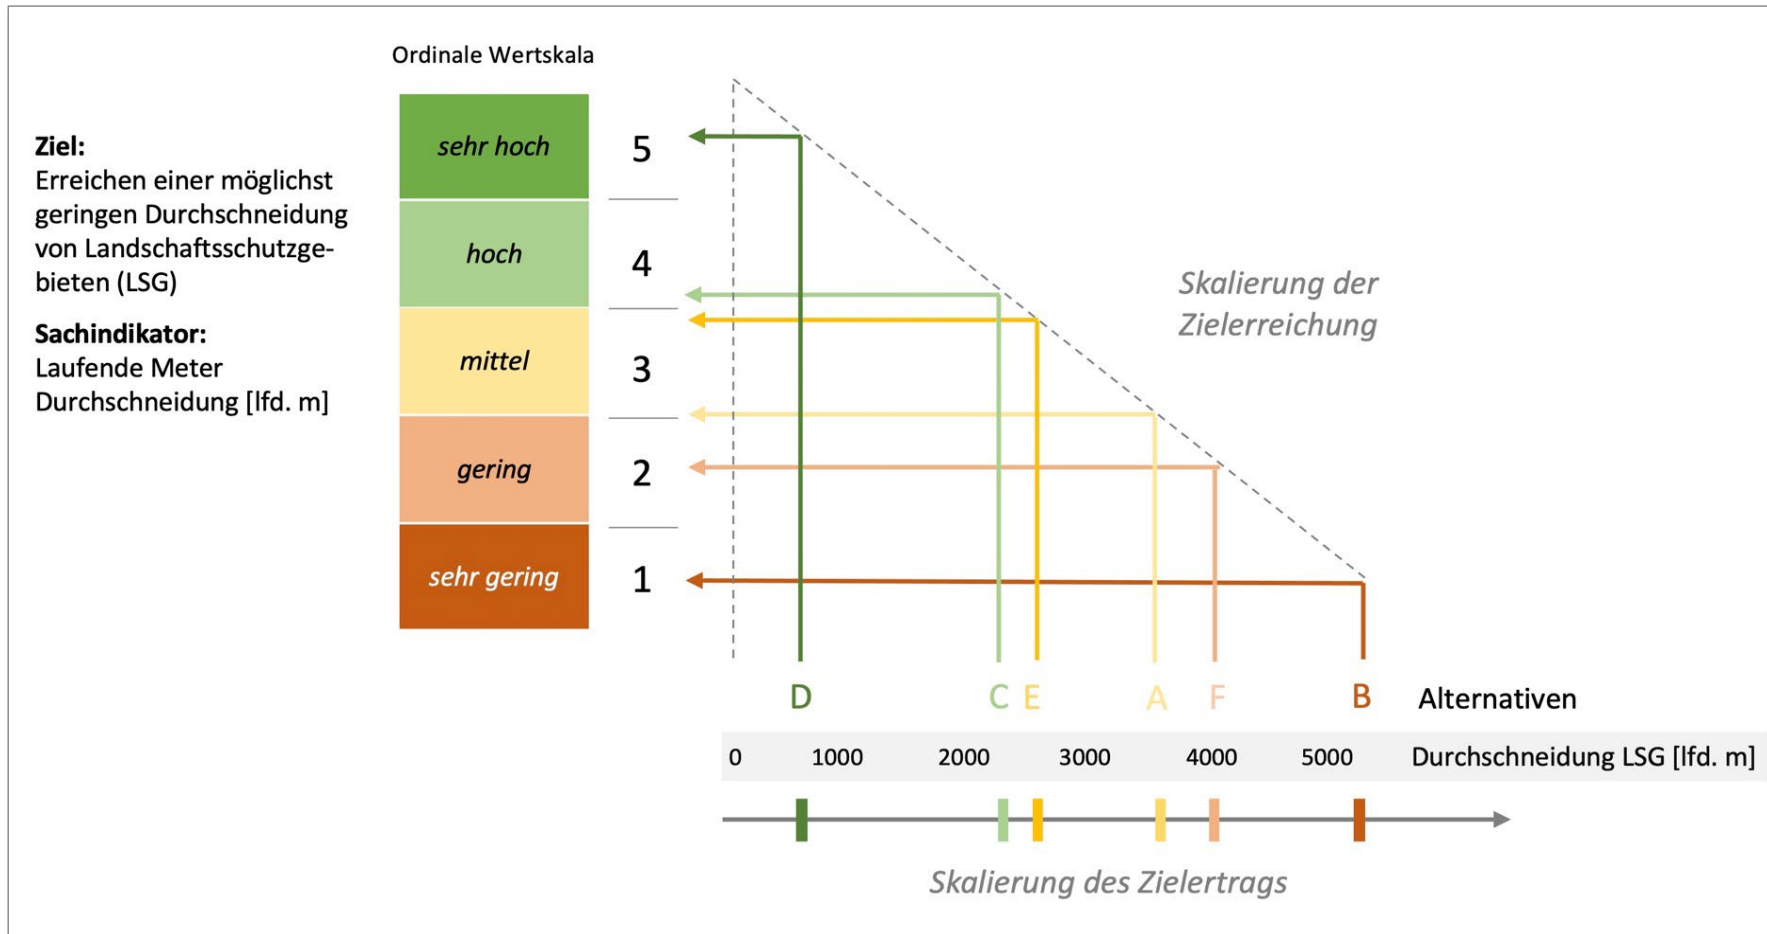 Ordinale Wertskala
Ziel:
Erreichen einer möglichst
geringen Durchschneidung
von Landschaftsschutzge-
bieten (LSG)
Sachindikator:
Laufende Meter
Durchschneidung [lfd. m]
sehr hoch 5
hoch 4
mittel 3
gering 2
sehr gering 1
Skalierung der
Zielerreichung
D C E A F B Alternativen
0 1000 2000 3000 4000 5000 Durchschneidung LSG [lfd. m]
Skalierung des Zielertrags